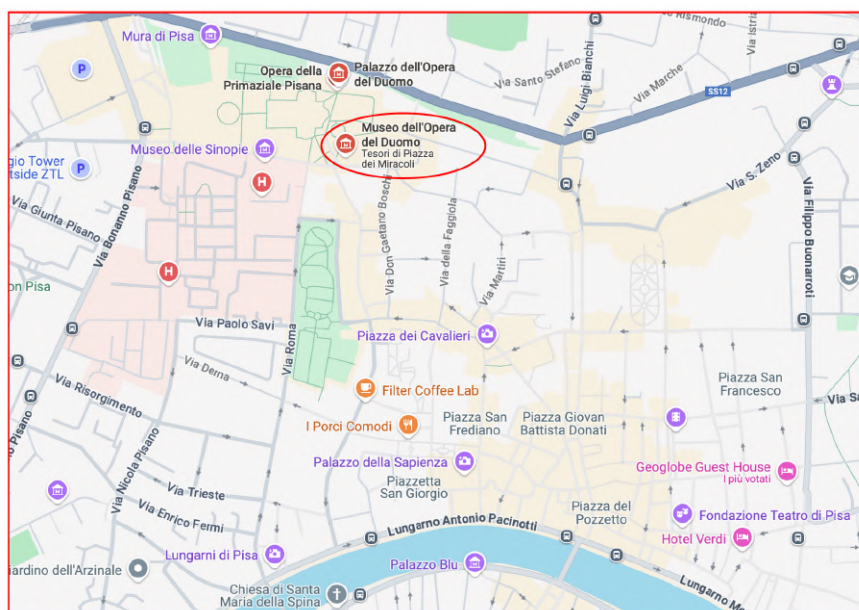 Mura di Pisa
Via Santo Stefano
Via Luigi Bianchi
Rismondo
Via Istria
Via Marche
SS12
P
Opera della
Primaziale Pisana
Palazzo dell'Opera
del Duomo
Museo dell'Opera
del Duomo
Tesori di Piazza
dei Miracoli
Museo delle Sinopie
Tower
ZTL
P
H
H
Via Giunta Pisano
Via Bonanno Pisano
Via Don Gaetano Boschi
Via della Faggiola
Via Martiri
Via S. Zeno
Via Filippo Buonarroti
Pisa
Via Paolo Savi
Via Roma
Piazza dei Cavalieri
Via Derna
Via Risorgimento
Filter Coffee Lab
I Porci Comodi
Piazza San
Frediano
Piazza Giovan
Battista Donati
Piazza San
Francesco
Pisano
Via Nicola Pisano
Palazzo della Sapienza
Piazzetta
San Giorgio
Geoglobe Guest House
I più votati
Via Trieste
Via Enrico Fermi
Piazza del
Pozzetto
Fondazione Teatro di Pisa
Hotel Verdi
Lungarno Antonio Pacinotti
Lungarni di Pisa
Palazzo Blu
Lungarno
dell'Arzinale
Chiesa di Santa
Maria della Spina